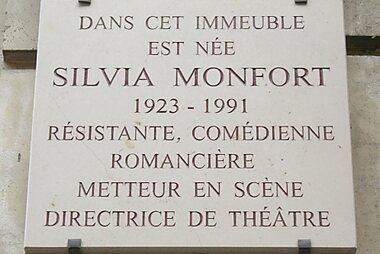 DANS CET IMMEUBLE
EST NÉE
SILVIA MONFORT
1923 - 1991
RÉSISTANTE, COMÉDIENNE
ROMANCIÈRE
METTEUR EN SCÈNE
DIRECTRICE DE THÉÂTRE